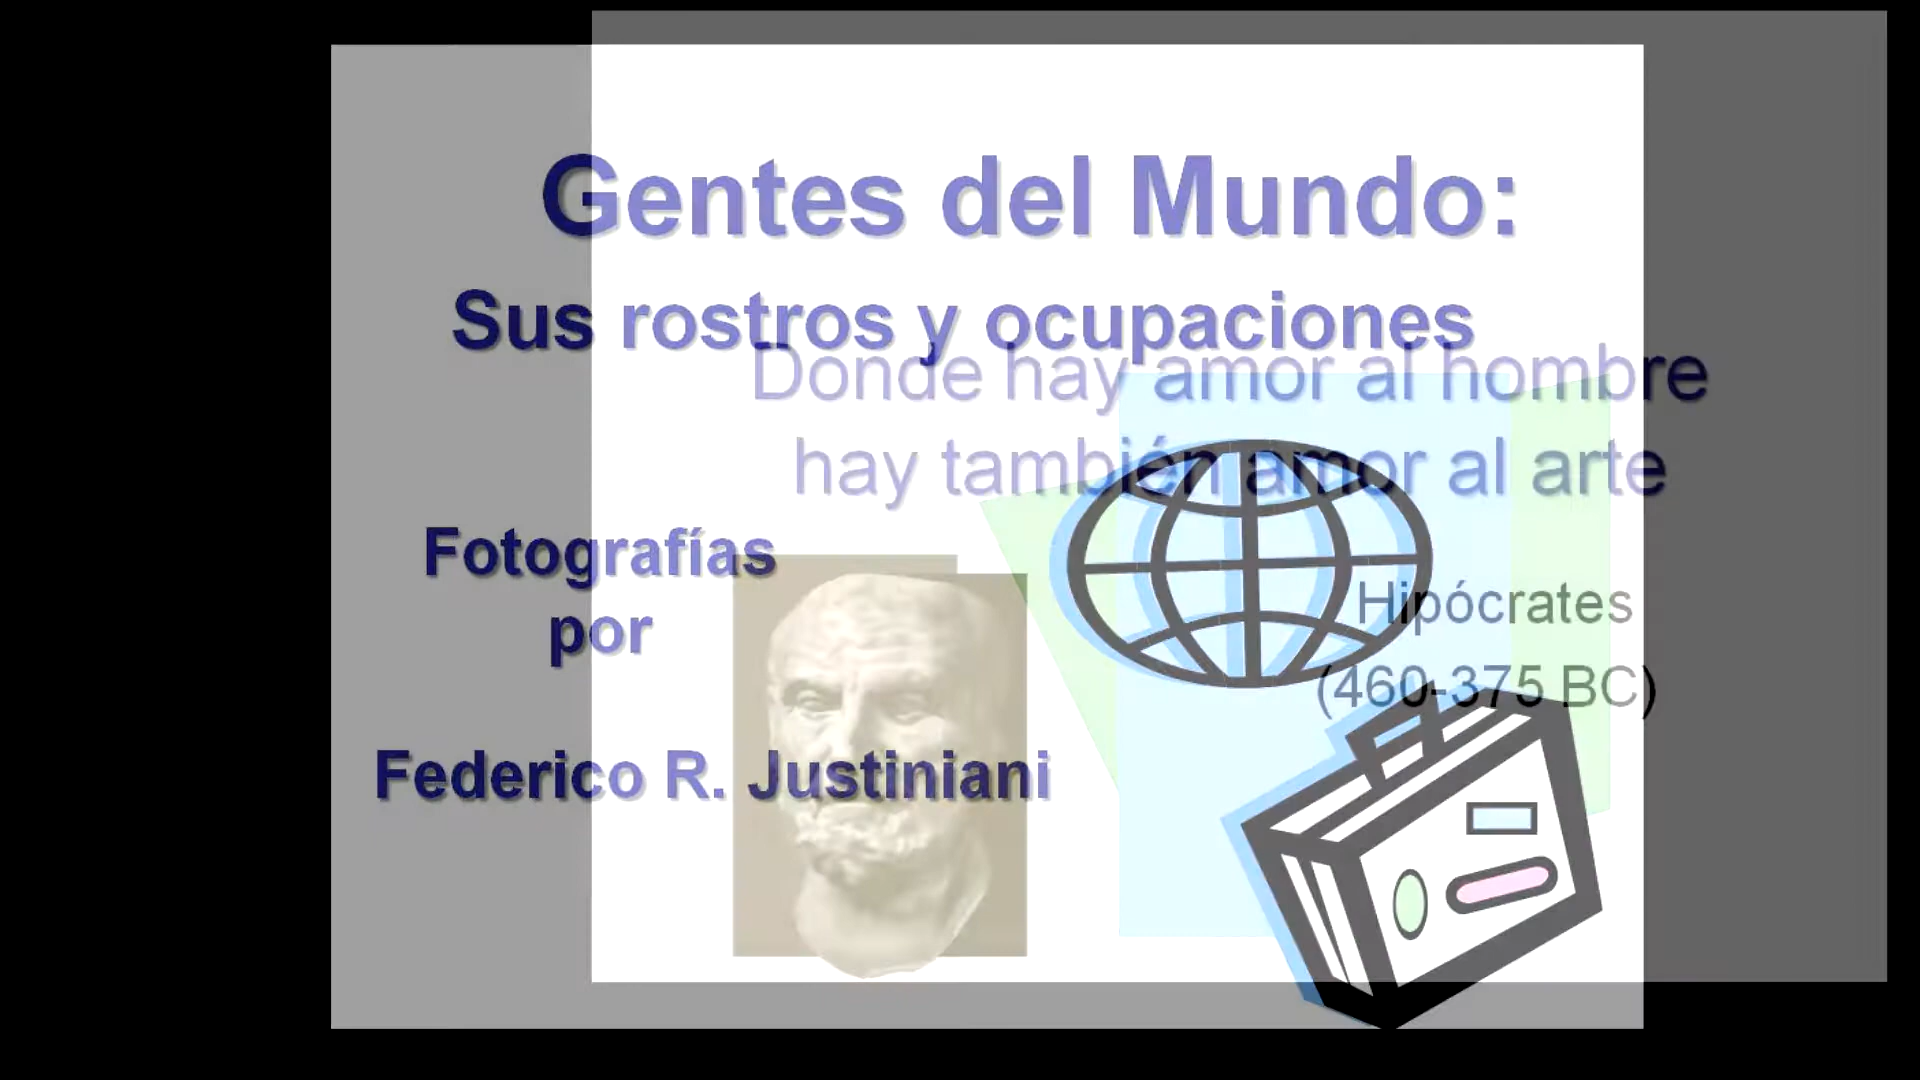 Gentes del Mundo:
Sus rostros y ocupaciones
Donde hay amor al hombre
hay también amor al arte
Fotografías
por
Hipócrates
(460-375 BC)
Federico R. Justiniani